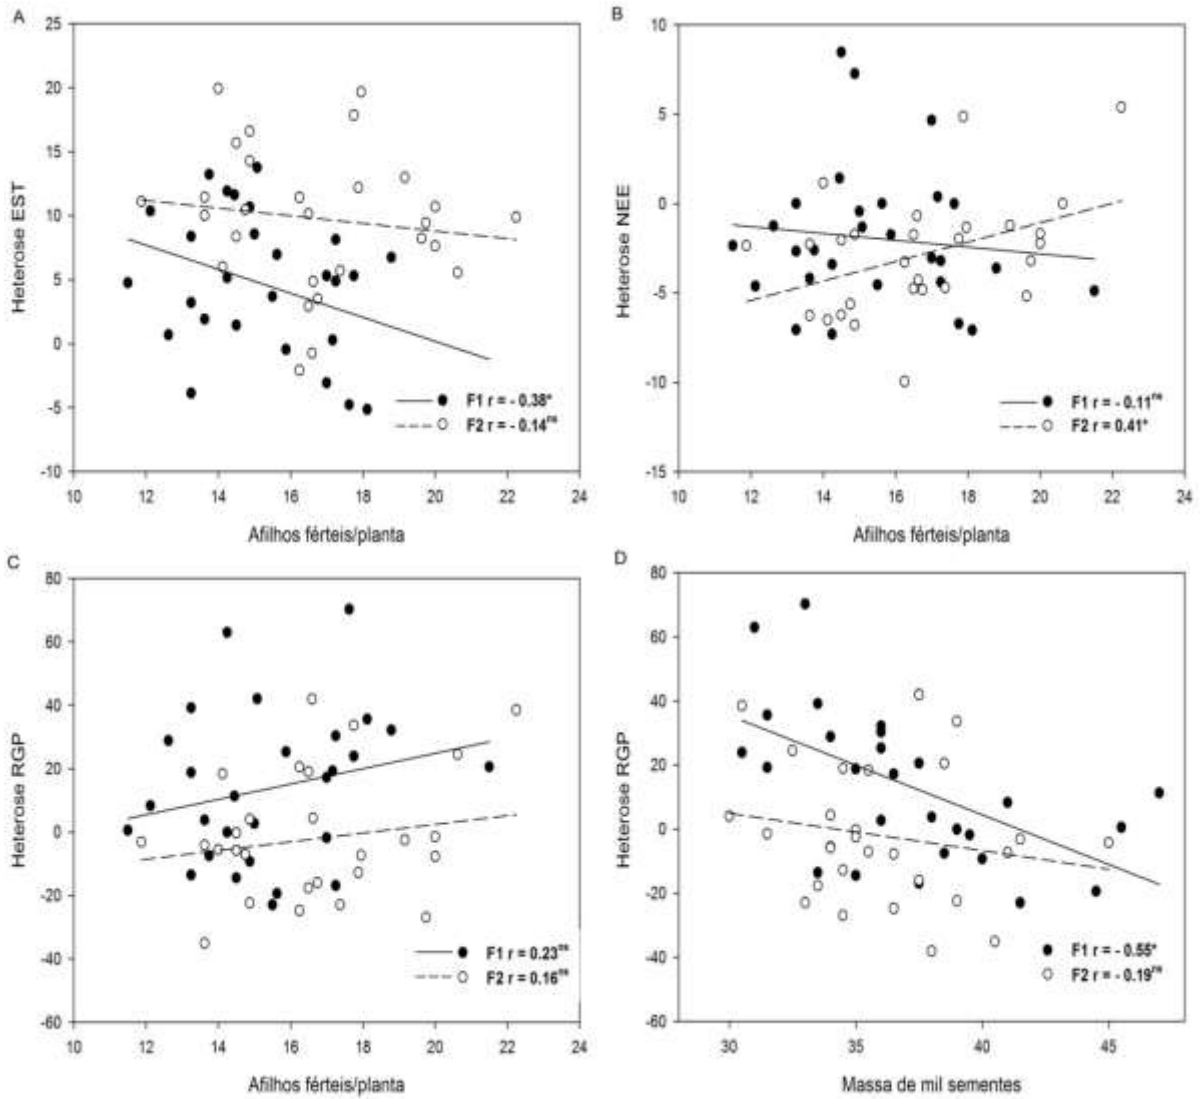 A
25
20
15
10
5
0
-5
-10
Heterose EST
10 12 14 16 18 20 22 24
Afilhos férteis/planta
F1 r = - 0.38*
F2 r = - 0.14ns
B
10
5
0
-5
-10
-15
Heterose NEE
10 12 14 16 18 20 22 24
Afilhos férteis/planta
F1 r = - 0.11ns
F2 r = 0.41*
C
80
60
40
20
0
-20
-40
-60
Heterose RGP
10 12 14 16 18 20 22 24
Afilhos férteis/planta
F1 r = 0.23ns
F2 r = 0.16ns
D
80
60
40
20
0
-20
-40
-60
Heterose RGP
30 35 40 45
Massa de mil sementes
F1 r = - 0.55*
F2 r = - 0.19ns